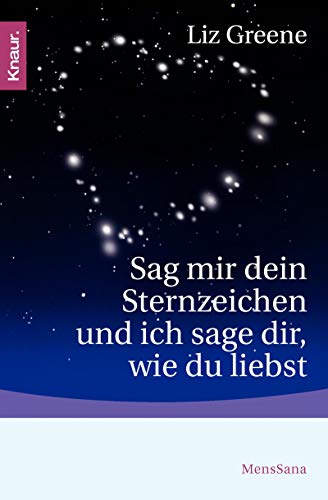 Knaur.
Liz Greene
Sag mir dein
Sternzeichen
und ich sage dir,
wie du liebst
MensSana